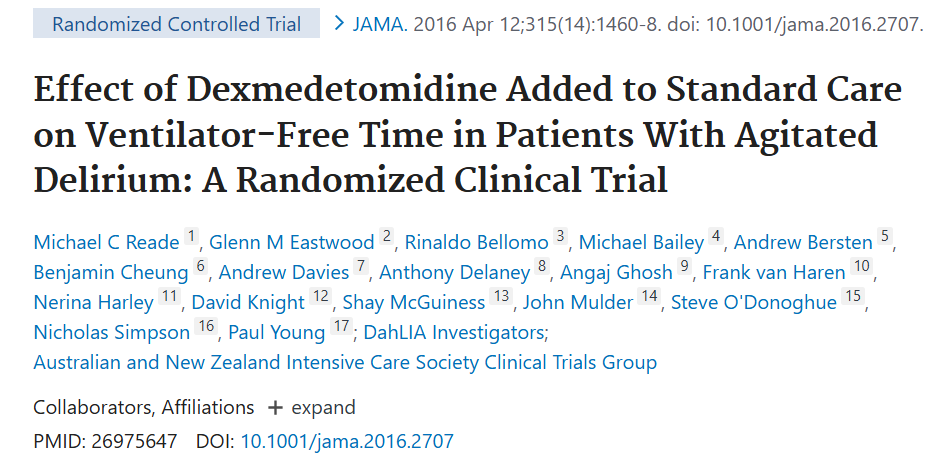 Randomized Controlled Trial > JAMA. 2016 Apr 12;315(14):1460-8. doi: 10.1001/jama.2016.2707.
Effect of Dexmedetomidine Added to Standard Care
on Ventilator-Free Time in Patients With Agitated
Delirium: A Randomized Clinical Trial
Michael C Reade 1, Glenn M Eastwood 2, Rinaldo Bellomo 3, Michael Bailey 4, Andrew Bersten 5,
Benjamin Cheung 6, Andrew Davies 7, Anthony Delaney 8, Angaj Ghosh 9, Frank van Haren 10,
Nerina Harley 11, David Knight 12, Shay McGuiness 13, John Mulder 14, Steve O'Donoghue 15,
Nicholas Simpson 16, Paul Young 17; DahLIA Investigators;
Australian and New Zealand Intensive Care Society Clinical Trials Group
Collaborators, Affiliations + expand
PMID: 26975647 DOI: 10.1001/jama.2016.2707